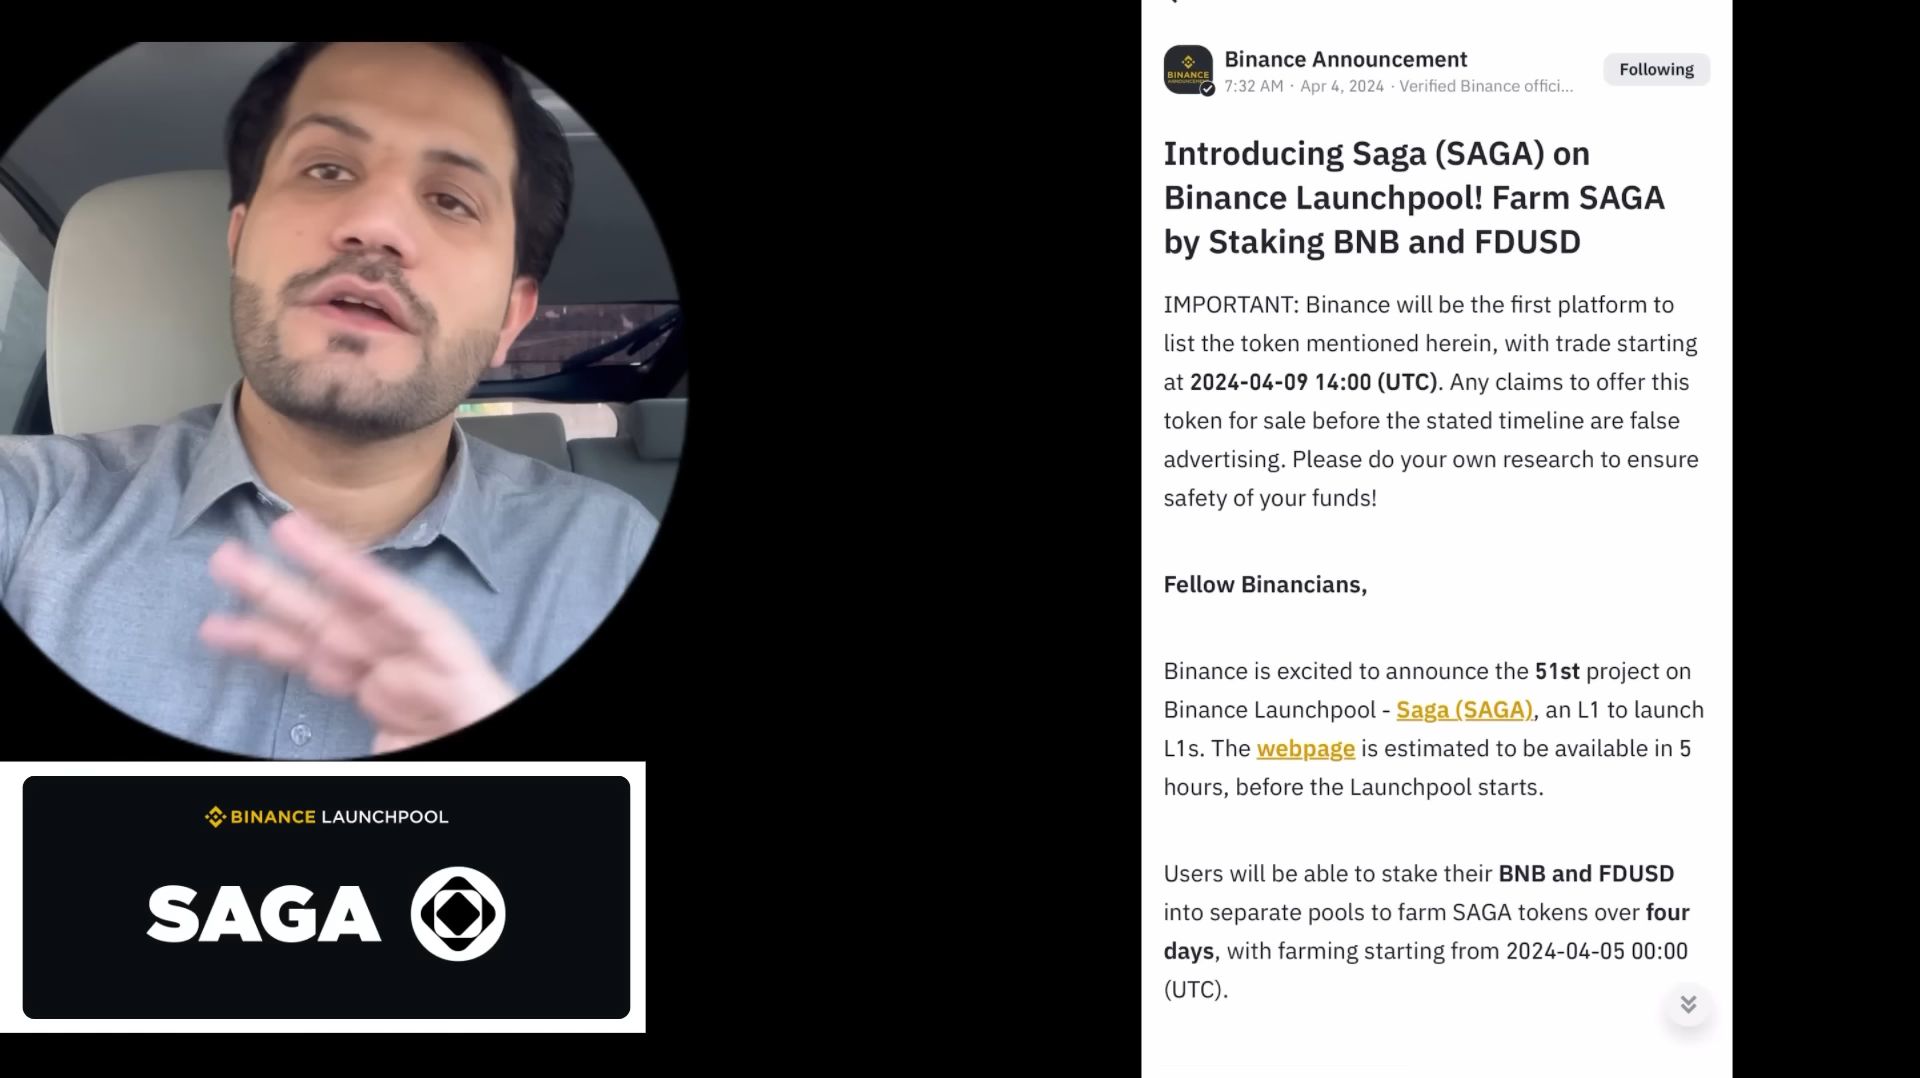 Binance Announcement
7:32 AM · Apr 4, 2024 · Verified Binance offici...
Following
Introducing Saga (SAGA) on
Binance Launchpool! Farm SAGA
by Staking BNB and FDUSD
IMPORTANT: Binance will be the first platform to
list the token mentioned herein, with trade starting
at 2024-04-09 14:00 (UTC). Any claims to offer this
token for sale before the stated timeline are false
advertising. Please do your own research to ensure
safety of your funds!
Fellow Binancians,
Binance is excited to announce the 51st project on
Binance Launchpool - Saga (SAGA), an L1 to launch
L1s. The webpage is estimated to be available in 5
hours, before the Launchpool starts.
Users will be able to stake their BNB and FDUSD
into separate pools to farm SAGA tokens over four
days, with farming starting from 2024-04-05 00:00
(UTC).
BINANCE LAUNCHPOOL
SAGA
BINANCE